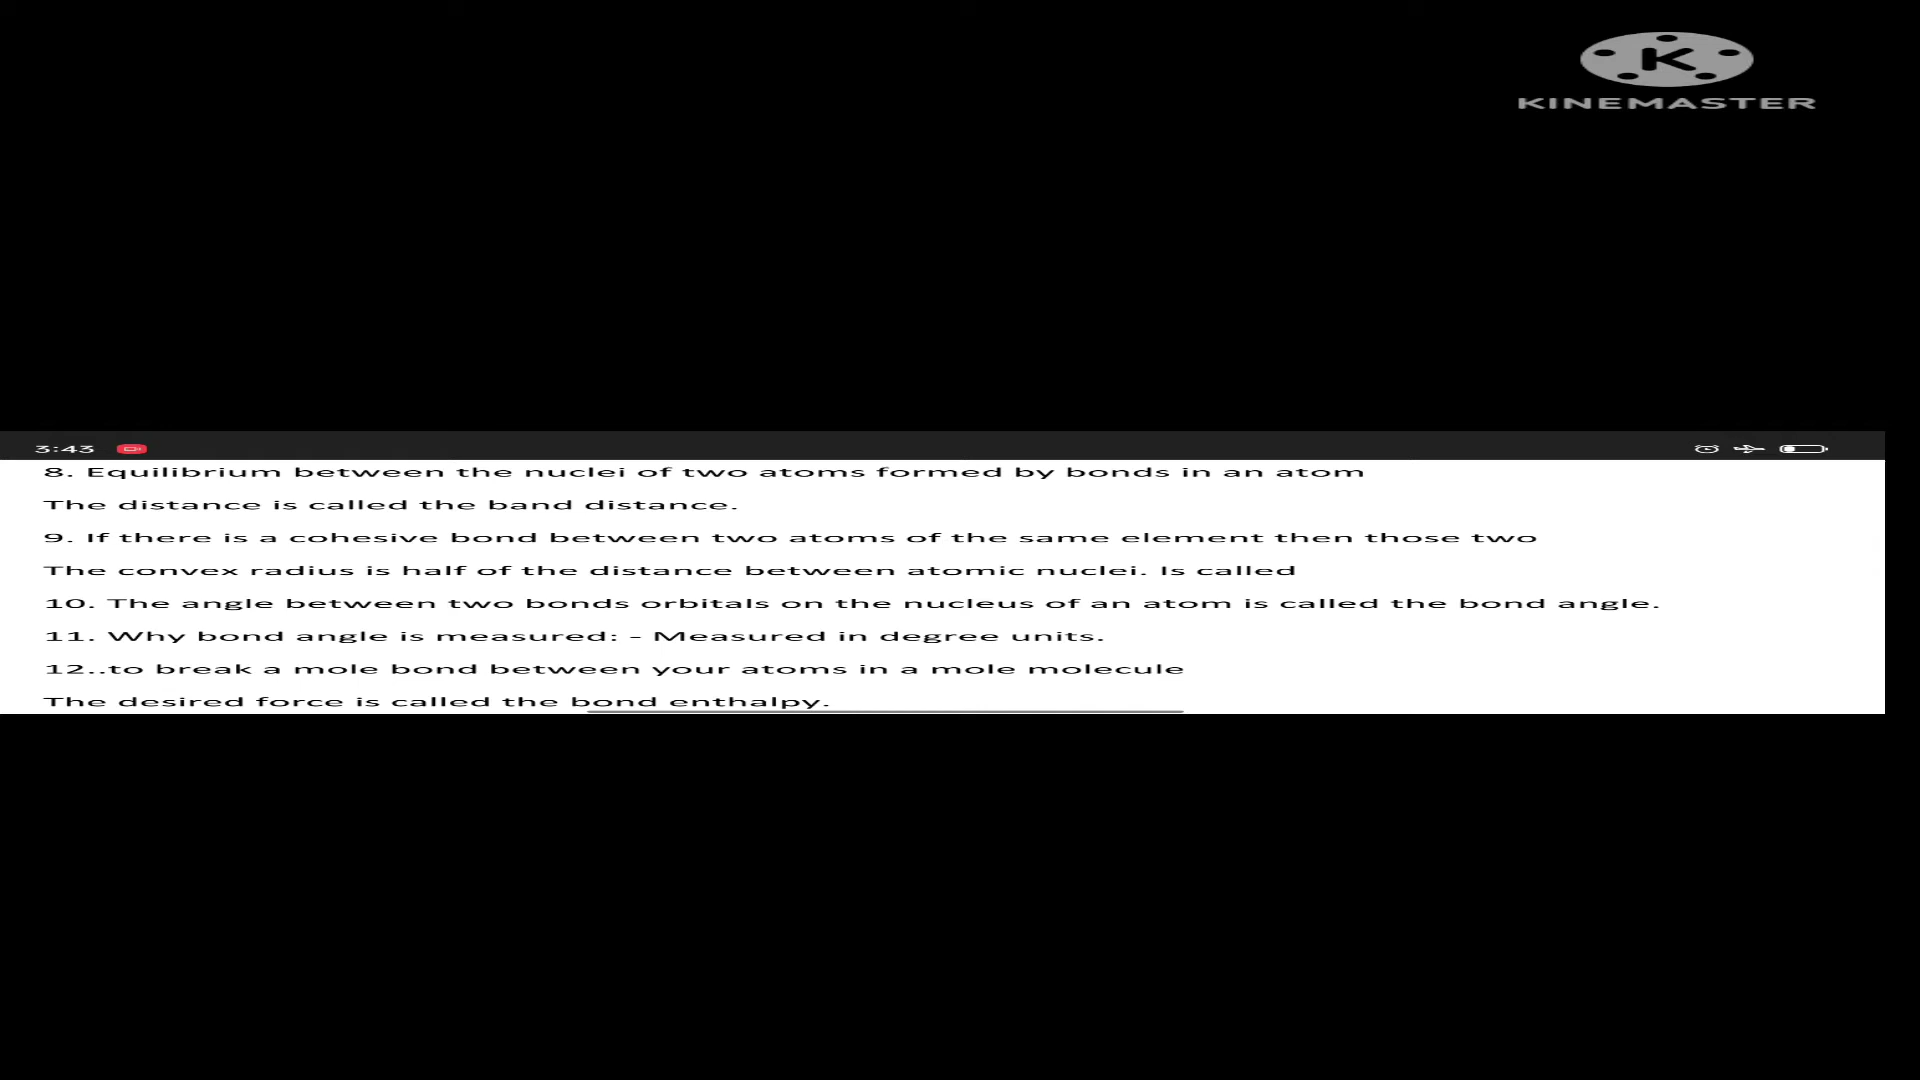 K
KINEMASTER
3:43
8. Equilibrium between the nuclei of two atoms formed by bonds in an atom
The distance is called the band distance.
9. If there is a cohesive bond between two atoms of the same element then those two
The convex radius is half of the distance between atomic nuclei. Is called
10. The angle between two bonds orbitals on the nucleus of an atom is called the bond angle.
11. Why bond angle is measured: - Measured in degree units.
12..to break a mole bond between your atoms in a mole molecule
The desired force is called the bond enthalpy.